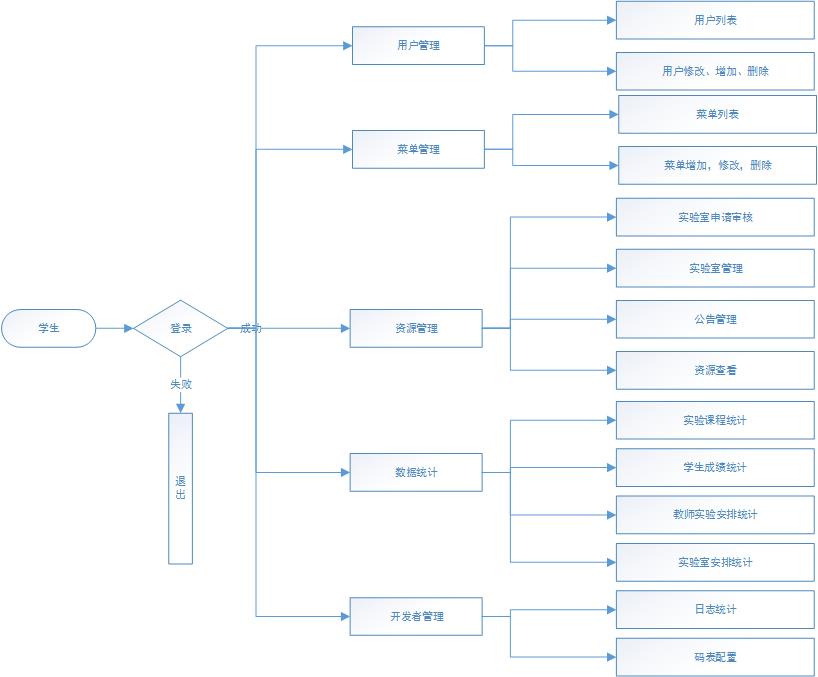 用户列表
用户管理
用户修改、增加、删除
菜单列表
菜单管理
菜单增加，修改，删除
实验室申请审核
实验室管理
学生
登录
成功
资源管理
公告管理
资源查看
失败
实验课程统计
退
出
数据统计
学生成绩统计
教师实验安排统计
实验室安排统计
开发者管理
日志统计
码表配置